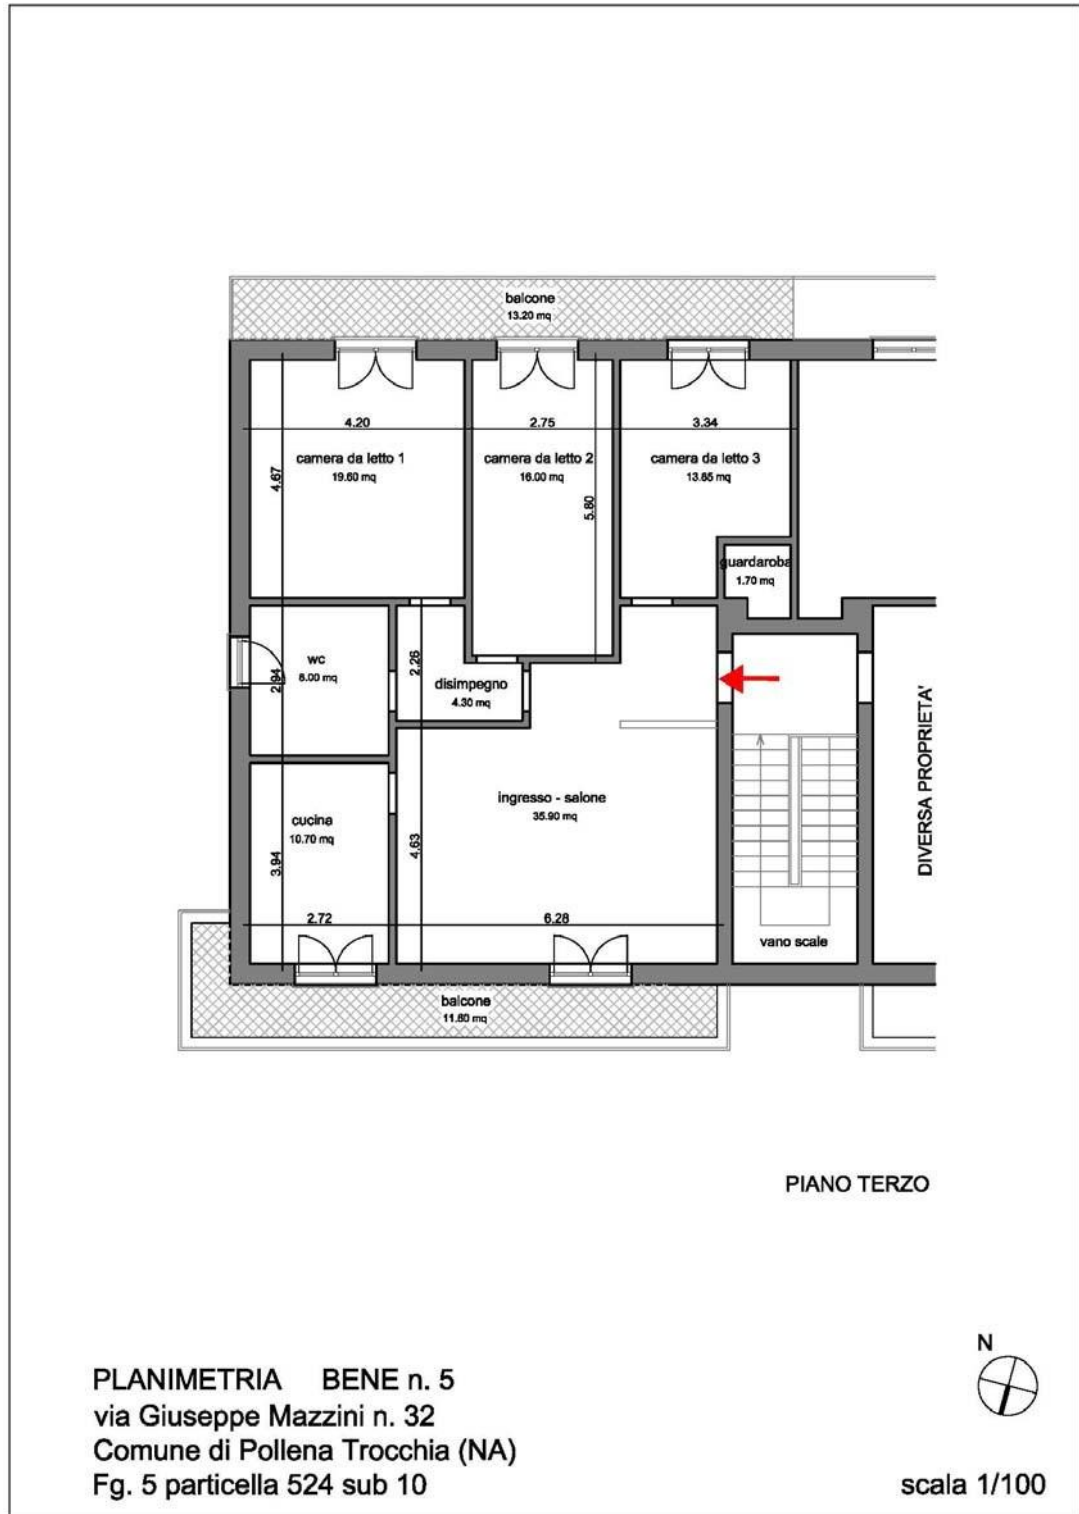 balcone
13.20 mq
4.20
2.75
3.34
camera da letto 1
19.60 mq
camera da letto 2
16.00 mq
camera da letto 3
13.65 mq
4.67
5.80
guardaroba
1.70 mq
wc
8.00 mq
2.94
2.26
disimpegno
4.30 mq
DIVERSA PROPRIETA'
ingresso - salone
35.90 mq
cucina
10.70 mq
3.94
4.63
2.72
6.28
vano scale
balcone
11.60 mq
PIANO TERZO
N
PLANIMETRIA BENE n. 5
via Giuseppe Mazzini n. 32
Comune di Pollena Trocchia (NA)
Fg. 5 particella 524 sub 10
scala 1/100